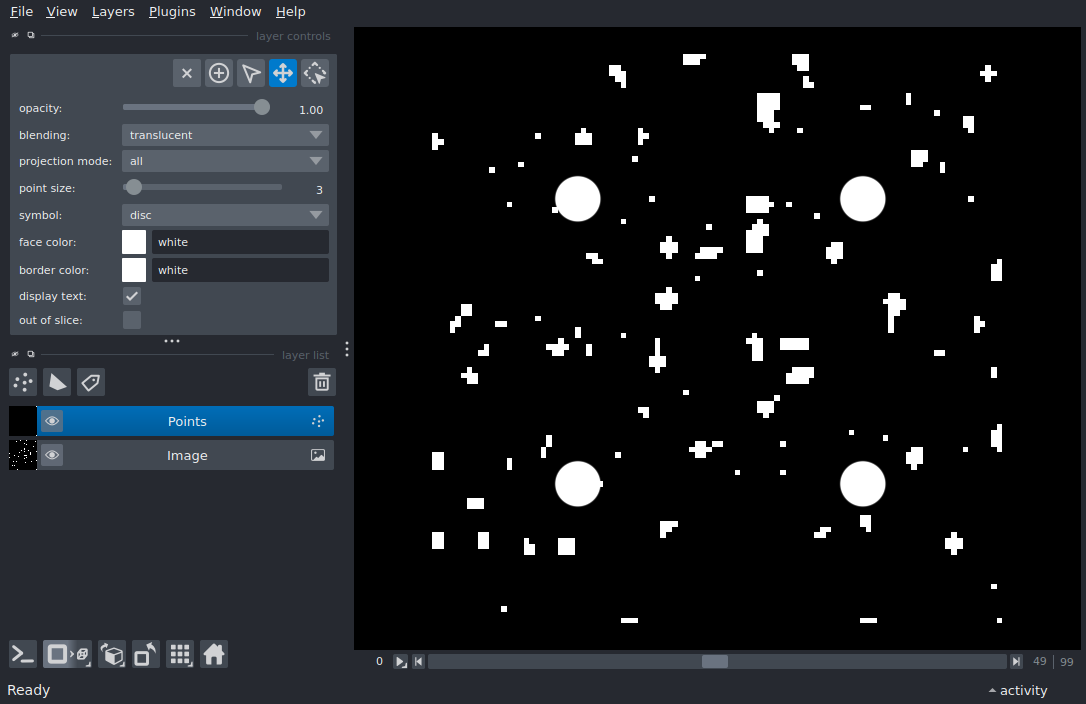 File View Layers Plugins Window Help
layer controls
opacity: 1.00
blending: translucent
projection mode: all
point size: 3
symbol: disc
face color: white
border color: white
display text:
out of slice:
layer list
Points
Image
0 49 99
Ready activity